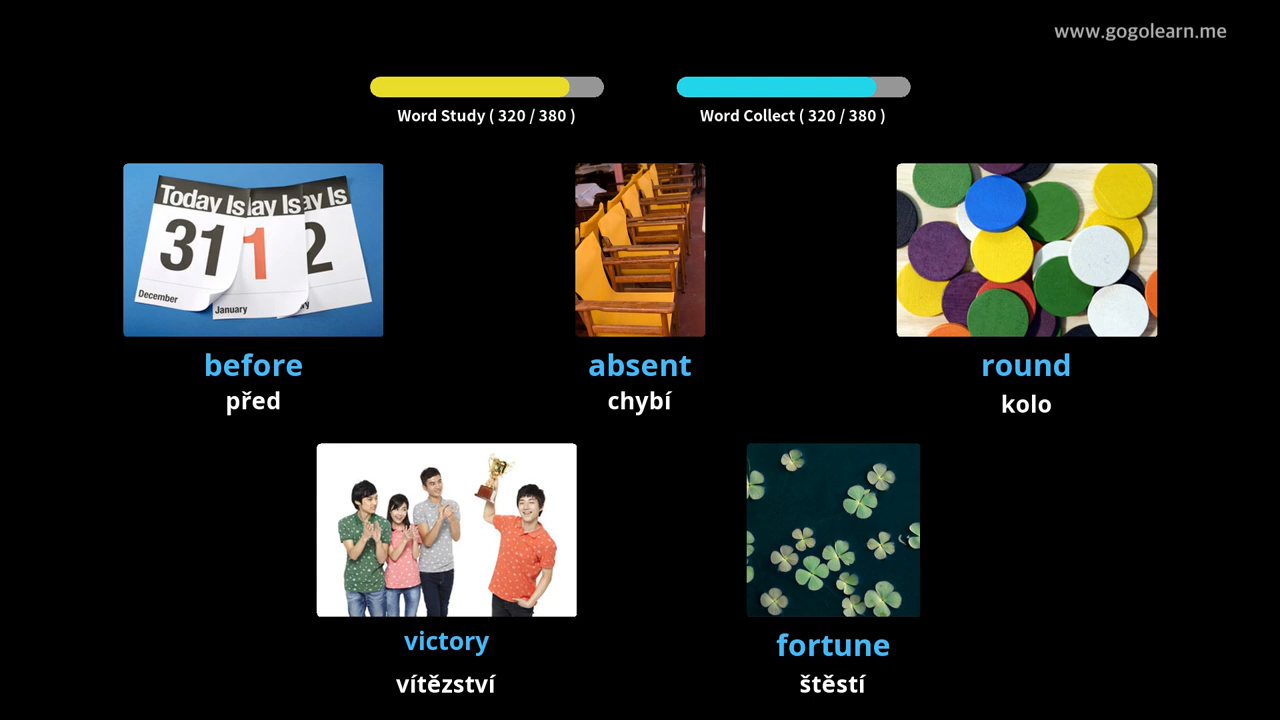 www.gogolearn.me
Word Study ( 320 / 380 )
Word Collect ( 320 / 380 )
Today Is
ay Is
ay Is
31
1
2
December
January
ry
before
absent
round
před
chybí
kolo
victory
fortune
vítězství
štěstí